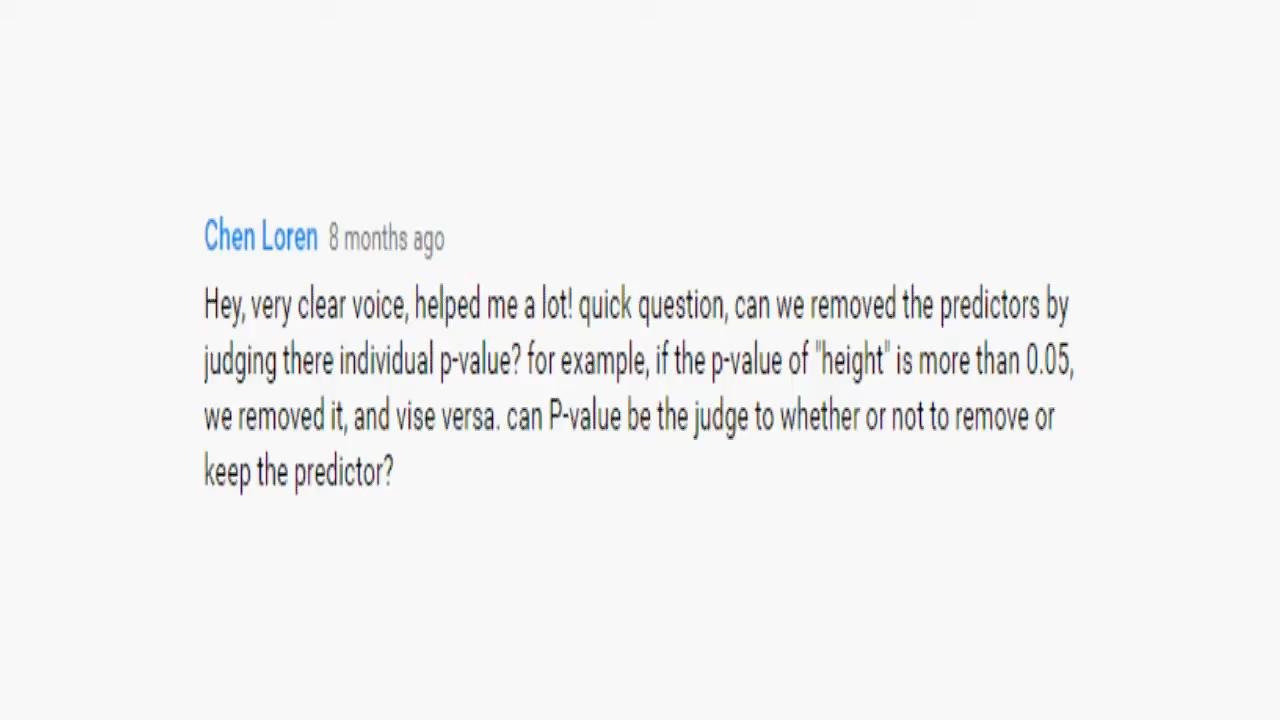 Chen Loren 8 months ago
Hey, very clear voice, helped me a lot! quick question, can we removed the predictors by
judging there individual p-value? for example, if the p-value of "height" is more than 0.05,
we removed it, and vise versa. can P-value be the judge to whether or not to remove or
keep the predictor?